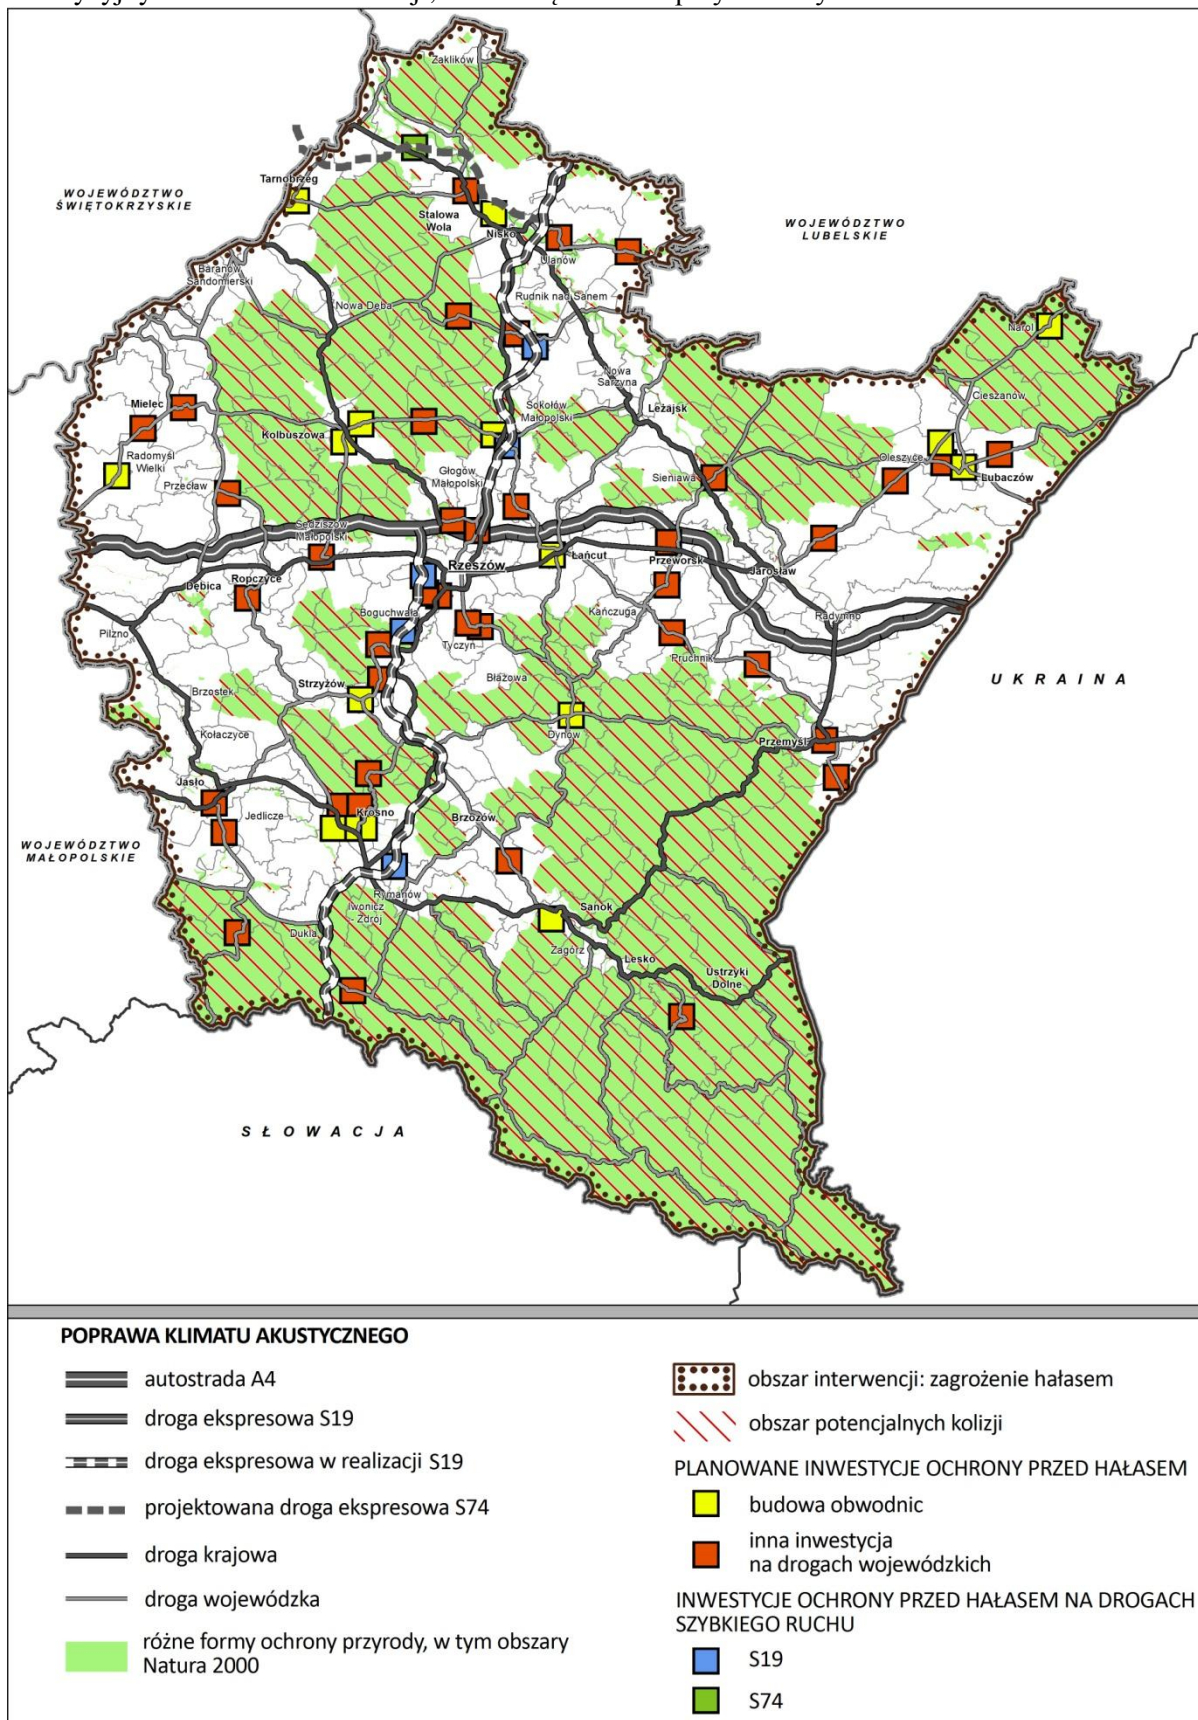 Zaklików
Tarnobrzeg
WOJEWÓDZTWO
ŚWIĘTOKRZYSKIE
Stalowa
Wola
Nisko
WOJEWÓDZTWO
LUBELSKIE
Ulanów
Baranów
Sandomierski
Nowa Dęba
Rudnik nad Sanem
Narol
Nowa
Sarzyna
Cieszanów
Mielec
Sokołów
Małopolski
Leżajsk
Kolbuszowa
Radomyśl
Wielki
Oleszyce
Przecław
Głogów
Małopolski
Sieniawa
Lubaczów
Sędziszów
Małopolski
Rzeszów
Łańcut
Przeworsk
Jarosław
Dębica
Ropczyce
Boguchwała
Kańczuga
Radymno
Pilzno
Tyczyn
Pruchnik
Błażowa
UKRAINA
Strzyżów
Brzostek
Kołaczyce
Dynów
Przemyśl
Jasło
Jedlicze
Krosno
Brzozów
WOJEWÓDZTWO
MAŁOPOLSKIE
Rymanów
Iwonicz
- Zdrój
Sanok
Dukla
Zagórz
Lesko
Ustrzyki
Dolne
SŁOWACJA
POPRAWA KLIMATU AKUSTYCZNEGO
autostrada A4
droga ekspresowa S19
droga ekspresowa w realizacji S19
projektowana droga ekspresowa S74
droga krajowa
droga wojewódzka
różne formy ochrony przyrody, w tym obszary
Natura 2000
obszar interwencji: zagrożenie hałasem
obszar potencjalnych kolizji
PLANOWANE INWESTYCJE OCHRONY PRZED HAŁASEM
budowa obwodnic
inna inwestycja
na drogach wojewódzkich
INWESTYCJE OCHRONY PRZED HAŁASEM NA DROGACH
SZYBKIEGO RUCHU
S19
S74